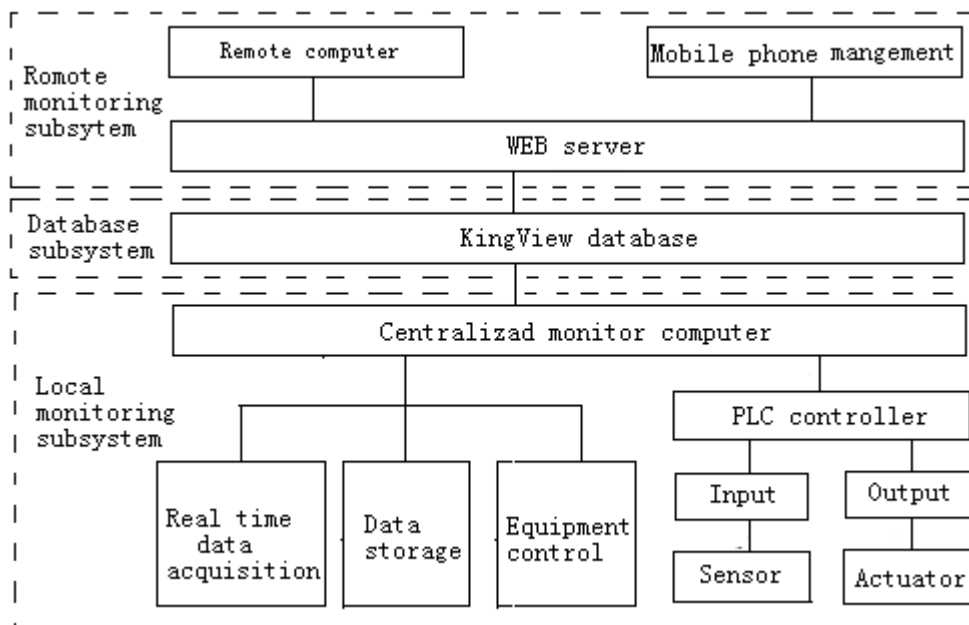 Remote computer
Mobile phone mangement
Romote
monitoring
subsytem
WEB server
Database
subsystem
KingView database
Centralizad monitor computer
Local
monitoring
subsystem
PLC controller
Real time
data
acquisition
Data
storage
Equipment
control
Input
Output
Sensor
Actuator